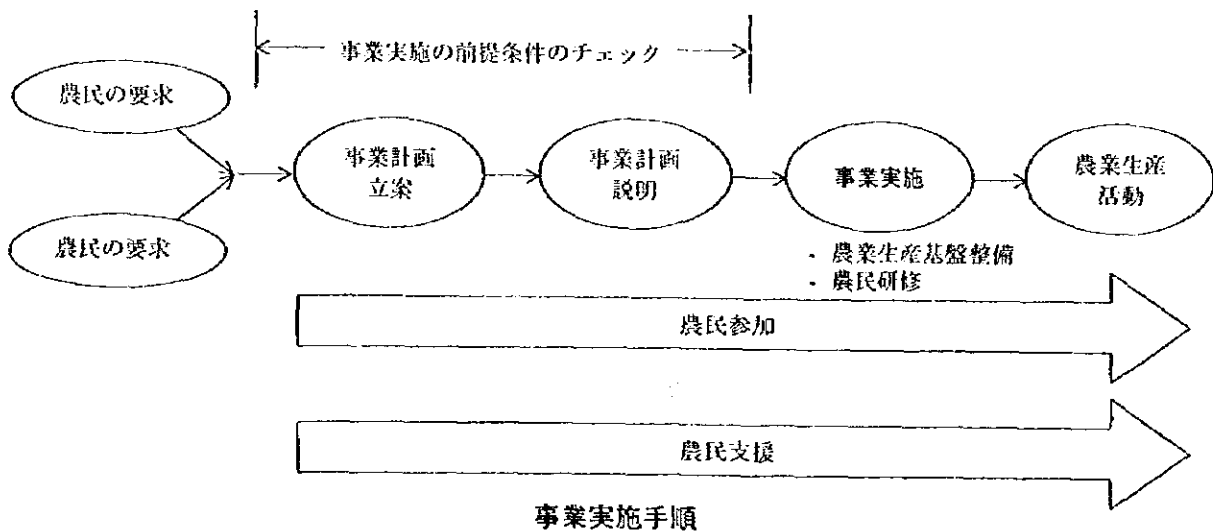 事業実施の前提条件のチェック
農民の要求
事業計画
立案
事業計画
説明
事業実施
農業生産
活動
農民の要求
・ 農業生産基盤整備
・ 農民研修
農民参加
農民支援
事業実施手順